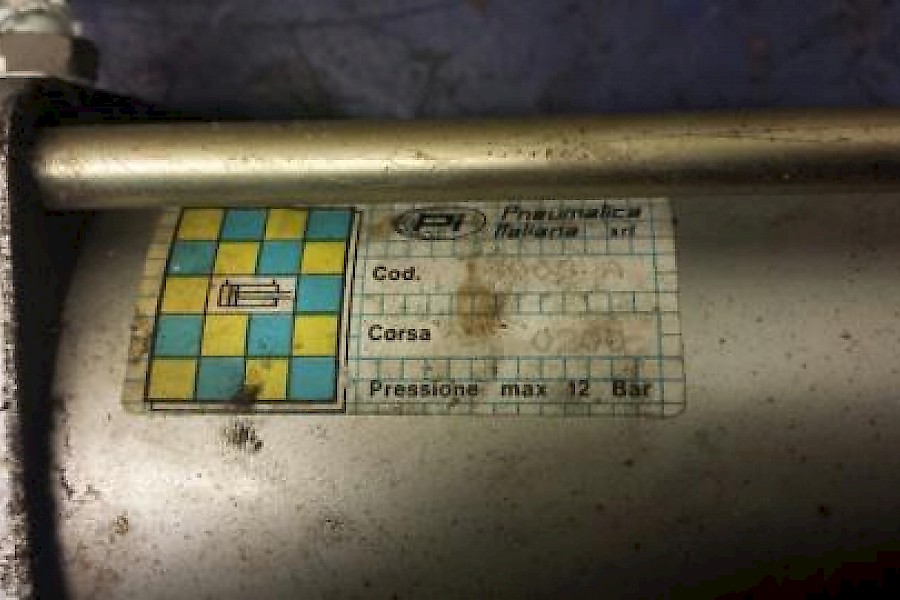 Pi Pneumatica
Italiana srl
Cod.
Corsa
Pressione max 12 Bar